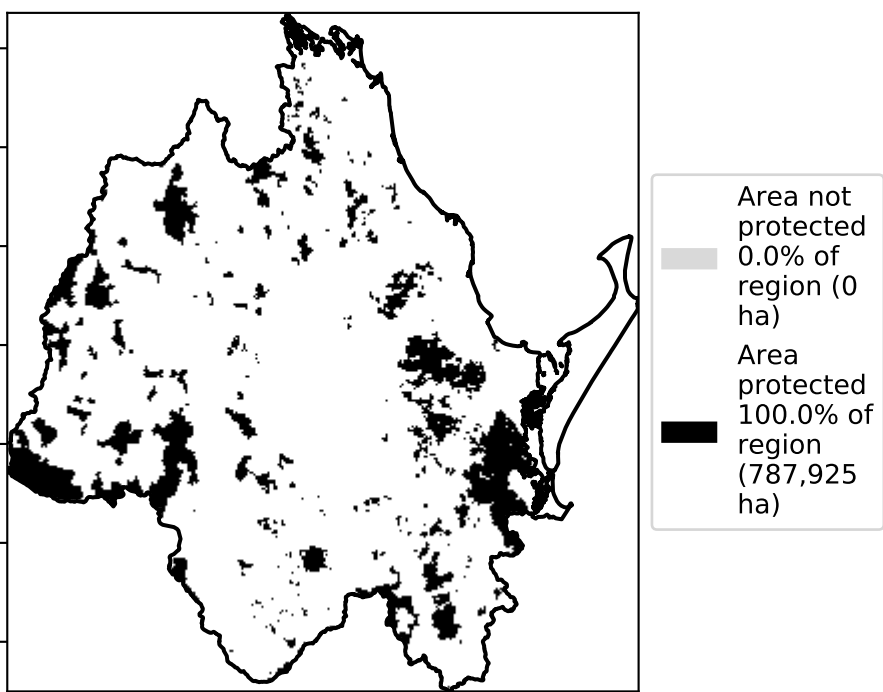 Area not
protected
0.0% of
region (0
ha)
Area
protected
100.0% of
region
(787,925
ha)